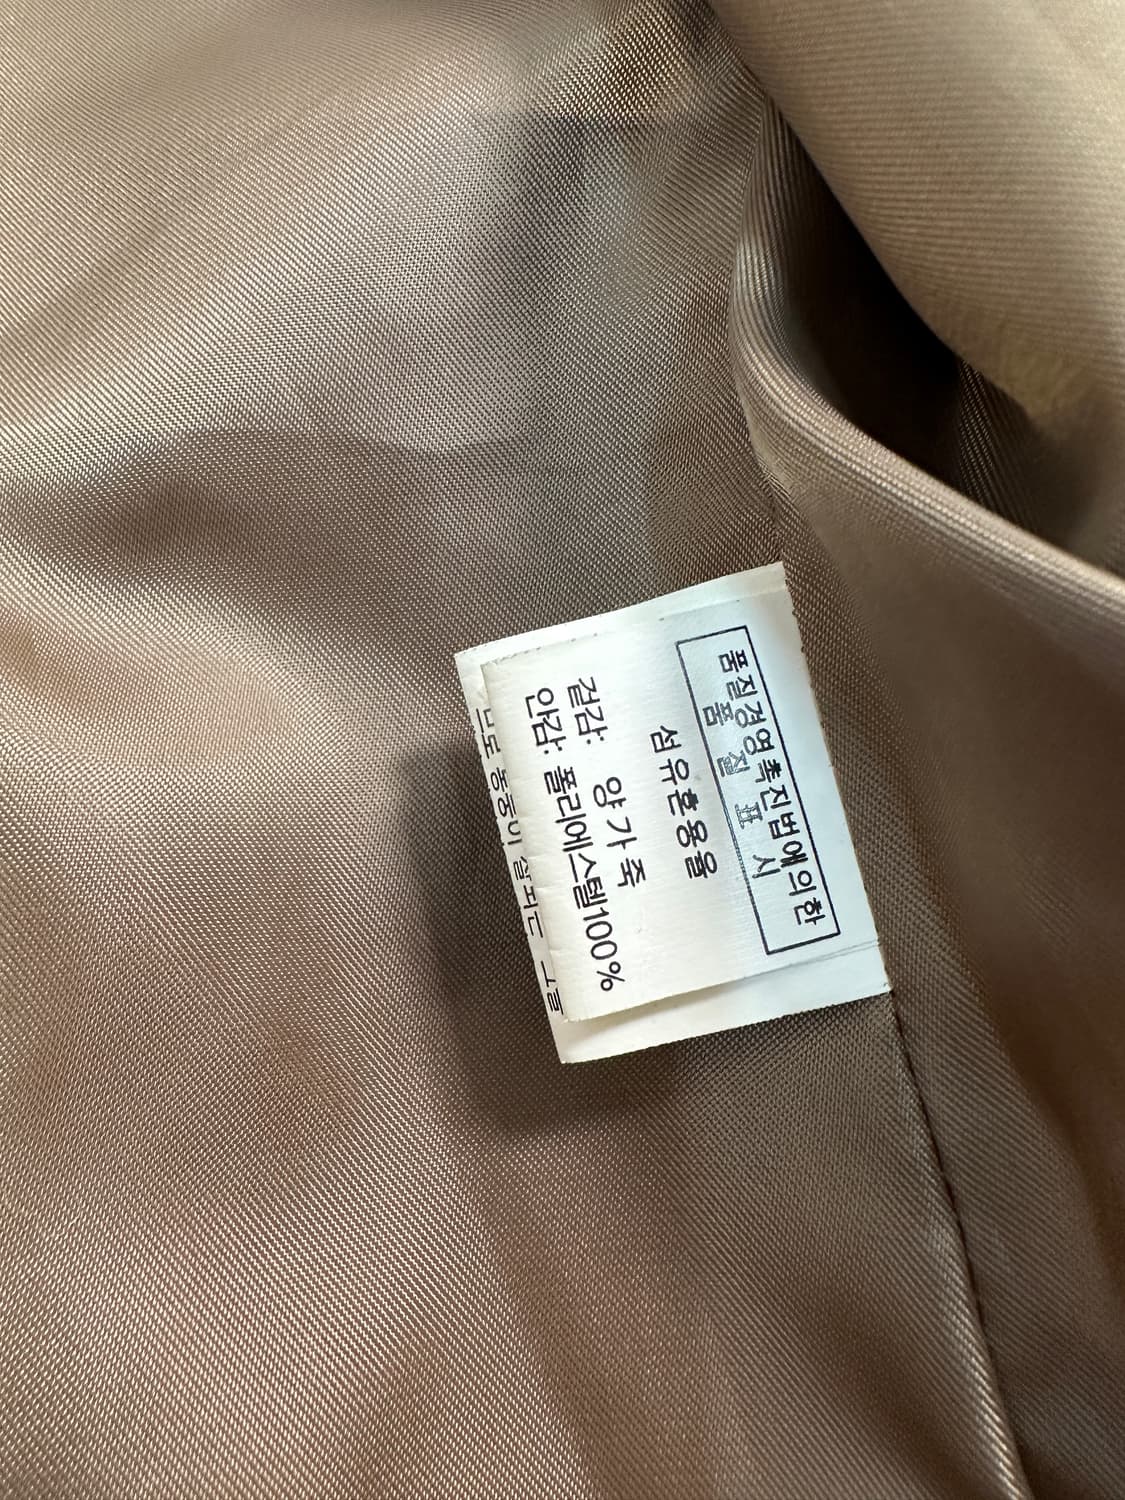 품질경영촉진법에의한
품 질 표 시
섬유혼용율
겉감: 양가죽
안감: 폴리에스텔100%